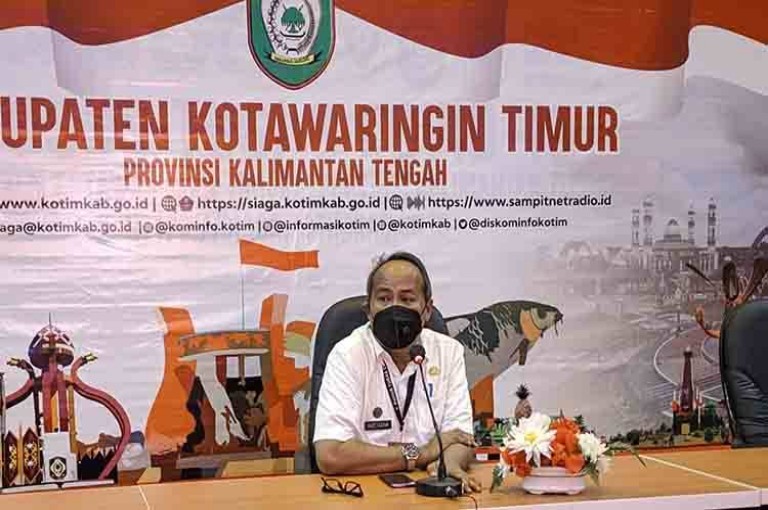 UPATEN KOTAWARINGIN TIMUR
PROVINSI KALIMANTAN TENGAH
www.kotimkab.go.id | https://siaga.kotimkab.go.id | https://www.sampitnetradio.id
iaga@kotimkab.go.id | @kominfo.kotim | @informasikotim | @kotimkab | @diskominfokotim